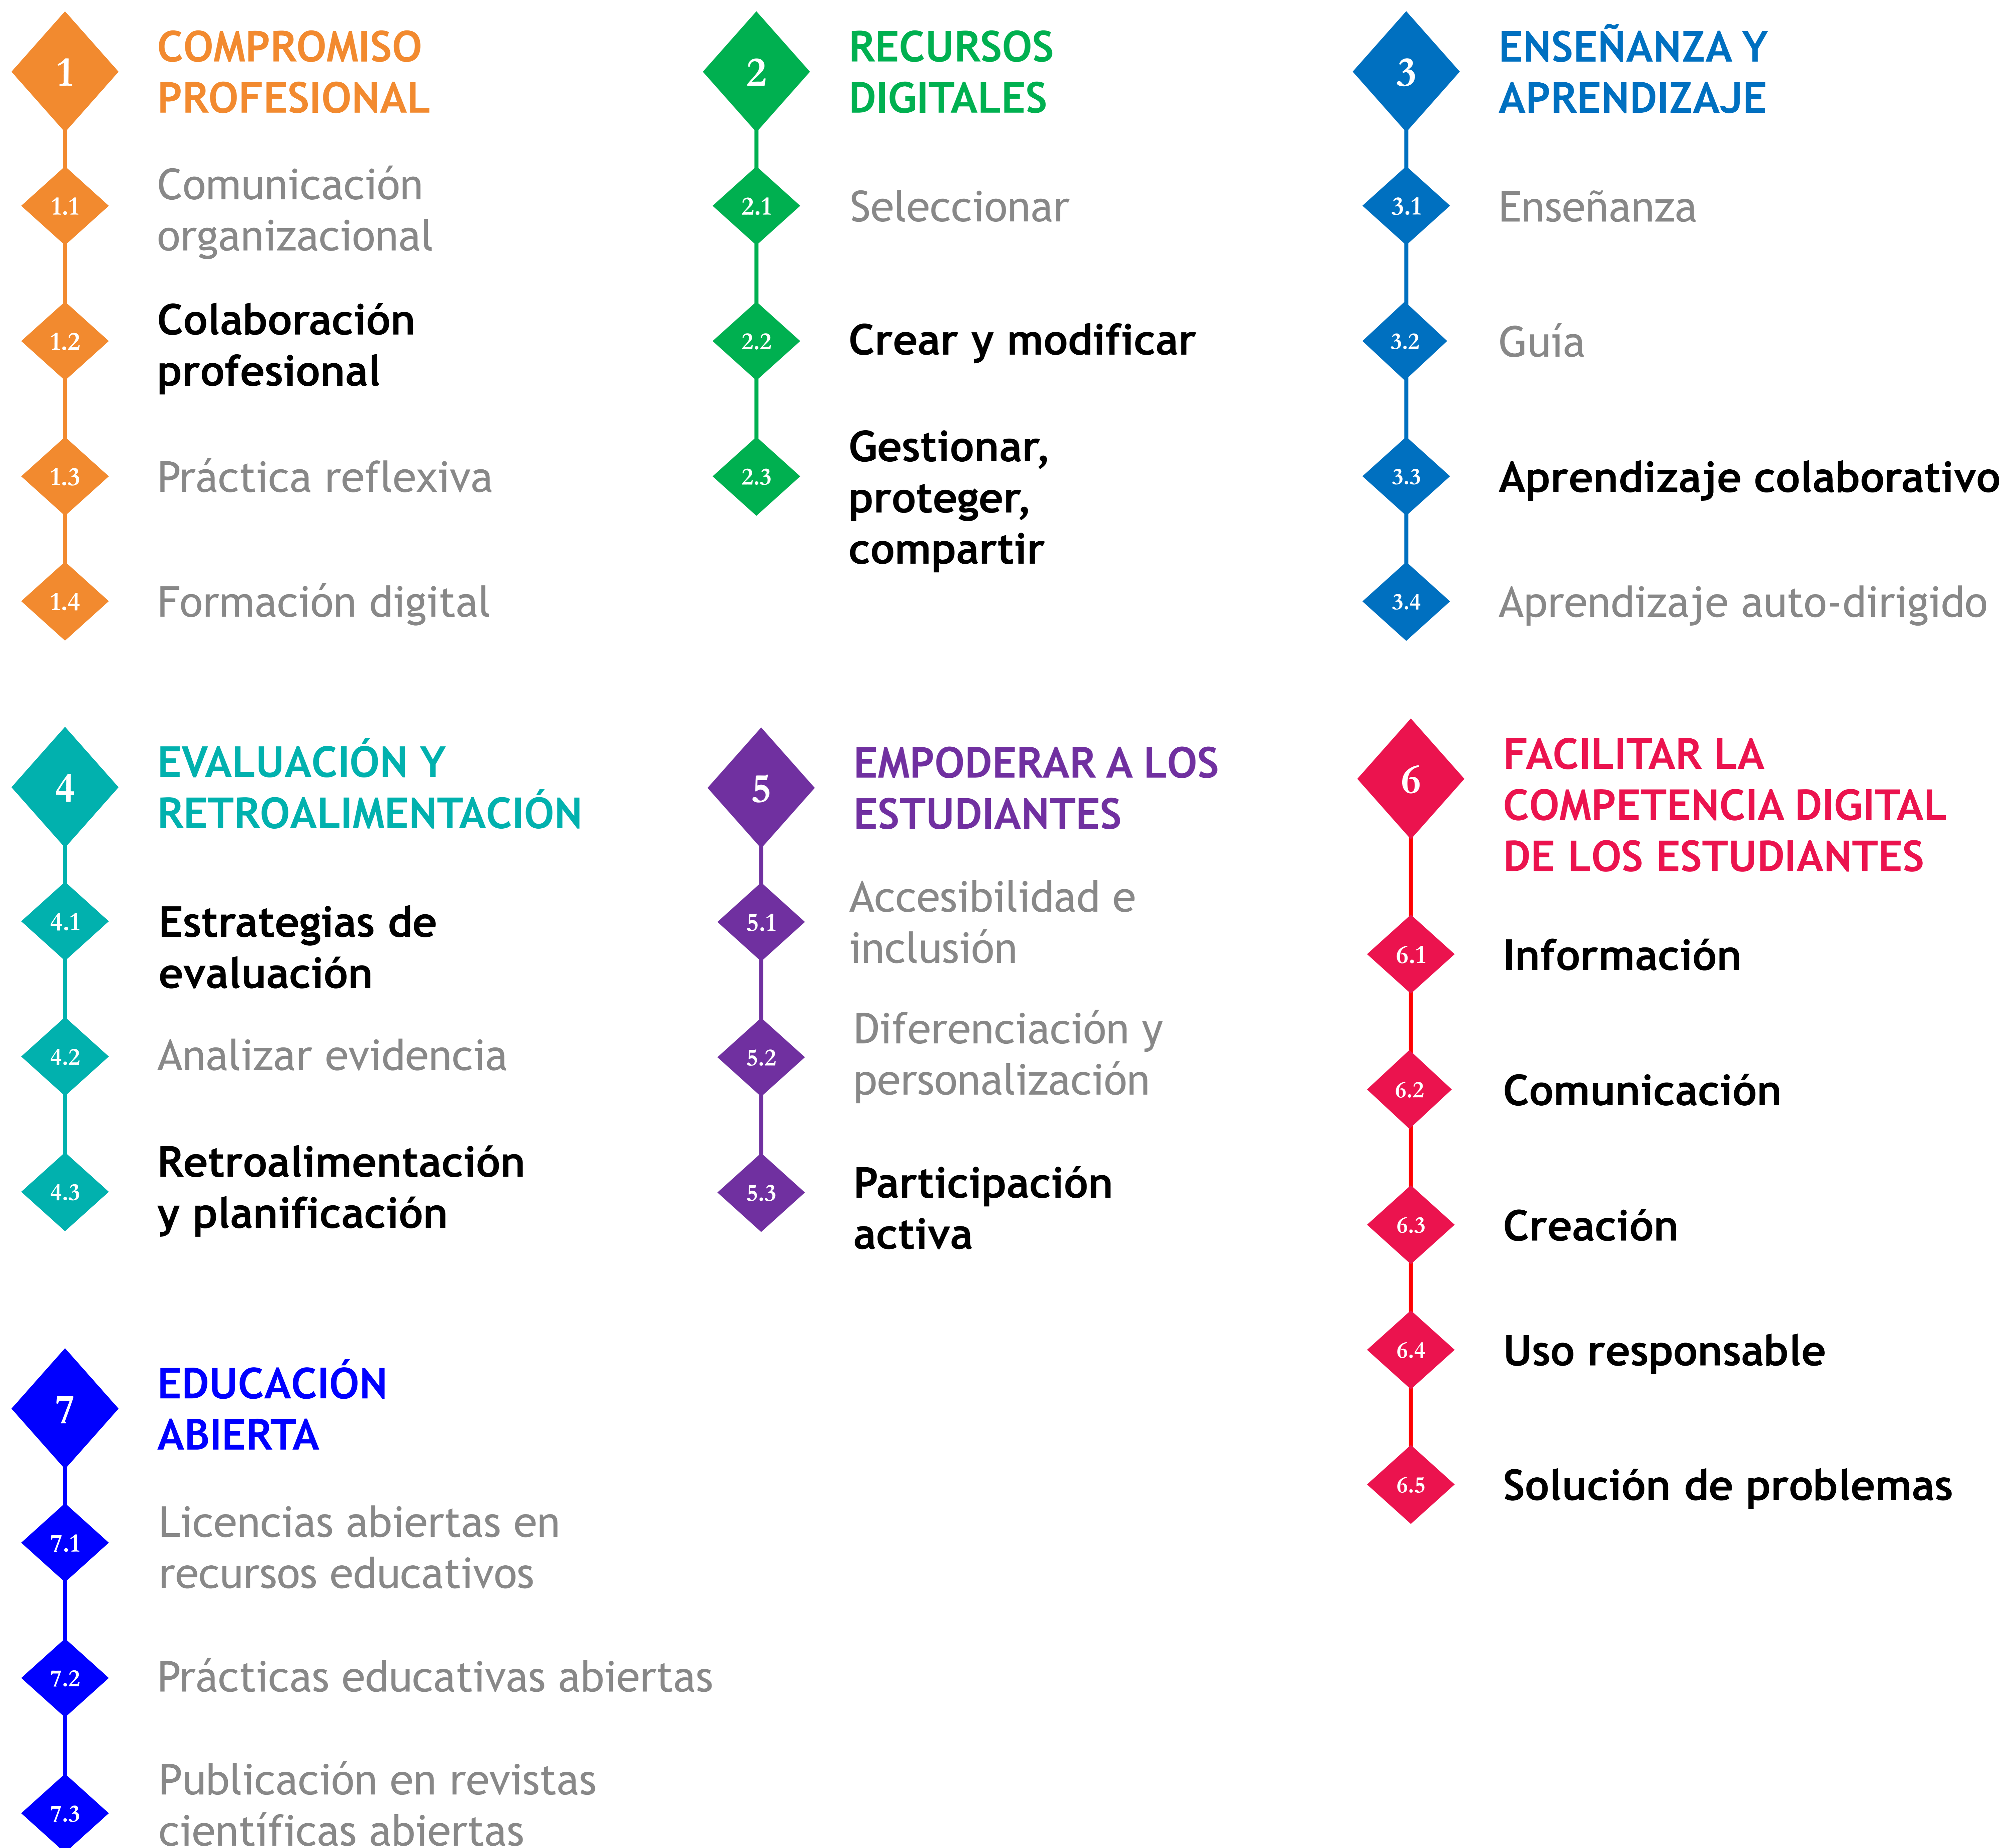 1
COMPROMISO
PROFESIONAL
1.1
Comunicación
organizacional
1.2
Colaboración
profesional
1.3
Práctica reflexiva
1.4
Formación digital
2
RECURSOS
DIGITALES
2.1
Seleccionar
2.2
Crear y modificar
2.3
Gestionar,
proteger,
compartir
3
ENSEÑANZA Y
APRENDIZAJE
3.1
Enseñanza
3.2
Guía
3.3
Aprendizaje colaborativo
3.4
Aprendizaje auto-dirigido
4
EVALUACIÓN Y
RETROALIMENTACIÓN
4.1
Estrategias de
evaluación
4.2
Analizar evidencia
4.3
Retroalimentación
y planificación
5
EMPODERAR A LOS
ESTUDIANTES
5.1
Accesibilidad e
inclusión
5.2
Diferenciación y
personalización
5.3
Participación
activa
6
FACILITAR LA
COMPETENCIA DIGITAL
DE LOS ESTUDIANTES
6.1
Información
6.2
Comunicación
6.3
Creación
6.4
Uso responsable
6.5
Solución de problemas
7
EDUCACIÓN
ABIERTA
7.1
Licencias abiertas en
recursos educativos
7.2
Prácticas educativas abiertas
7.3
Publicación en revistas
científicas abiertas